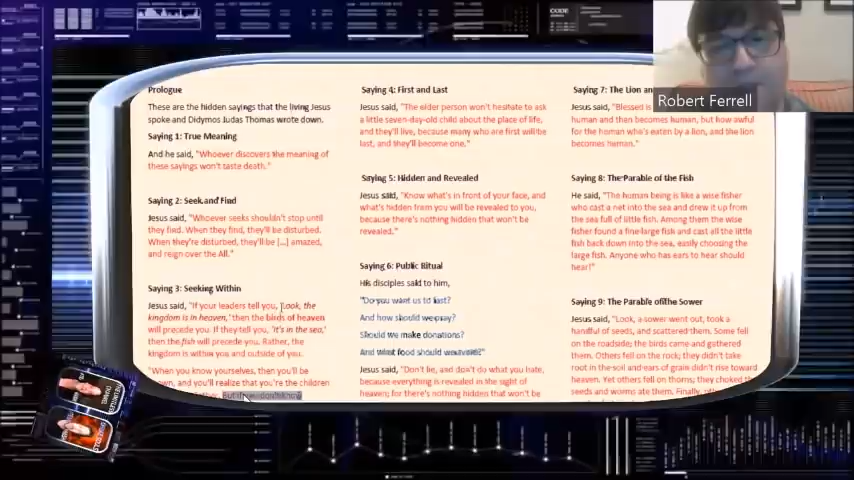 CODE
Robert Ferrell
Prologue
These are the hidden sayings that the living Jesus
spoke and Didymos Judas Thomas wrote down.
Saying 1: True Meaning
And he said, "Whoever discovers the meaning of
these sayings won't taste death."
Saying 2: Seek and Find
Jesus said, "Whoever seeks shouldn't stop until
they find. When they find, they'll be disturbed.
When they're disturbed, they'll be [...] amazed,
and reign over the All."
Saying 3: Seeking Within
Jesus said, "If your leaders tell you, 'Look, the
kingdom is in heaven,' then the birds of heaven
will precede you. If they tell you, 'It's in the sea,'
then the fish will precede you. Rather, the
kingdom is within you and outside of you.
"When you know yourselves, then you'll be
and you'll realize that you're the children
Saying 4: First and Last
Jesus said, "The elder person won't hesitate to ask
a little seven-day-old child about the place of life,
and they'll live, because many who are first will be
last, and they'll become one."
Saying 5: Hidden and Revealed
Jesus said, "Know what's in front of your face, and
what's hidden from you will be revealed to you,
because there's nothing hidden that won't be
revealed."
Saying 6: Public Ritual
His disciples said to him,
"Do you want us to fast?
And how should we pray?
Should we make donations?
And what food should we avoid?"
Jesus said, "Don't lie, and don't do what you hate,
because everything is revealed in the sight of
heaven; for there's nothing hidden that won't be
Saying 7: The Lion an
Jesus said, "Blessed is
human and then becomes human, but how awful
for the human who's eaten by a lion, and the lion
becomes human."
Saying 8: The Parable of the Fish
He said, "The human being is like a wise fisher
who cast a net into the sea and drew it up from
the sea full of little fish. Among them the wise
fisher found a fine large fish and cast all the little
fish back down into the sea, easily choosing the
large fish. Anyone who has ears to hear should
hear!"
Saying 9: The Parable of the Sower
Jesus said, "Look, a sower went out, took a
handful of seeds, and scattered them. Some fell
on the roadside; the birds came and gathered
them. Others fell on the rock; they didn't take
root in the soil and ears of grain didn't rise toward
heaven. Yet others fell on thorns; they choked the
seeds and worms ate them.